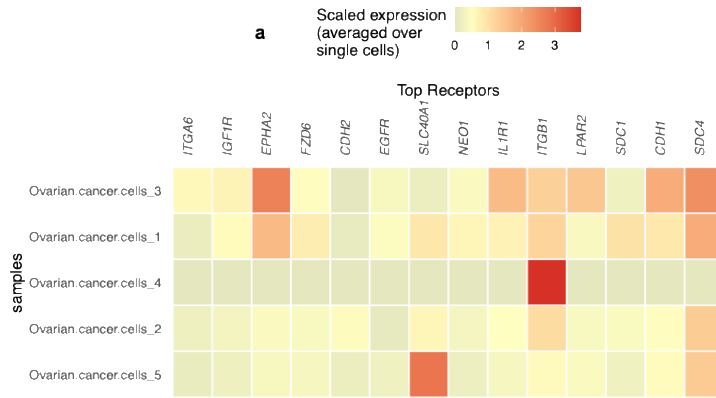 a
Scaled expression
(averaged over
single cells)
0 1 2 3
Top Receptors
ITGA6 IGF1R EPHA2 FZD6 CDH2 EGFR SLC40A1 NEO1 IL1R1 ITGB1 LPAR2 SDC1 CDH1 SDC4
samples
Ovarian.cancer.cells_3
Ovarian.cancer.cells_1
Ovarian.cancer.cells_4
Ovarian.cancer.cells_2
Ovarian.cancer.cells_5